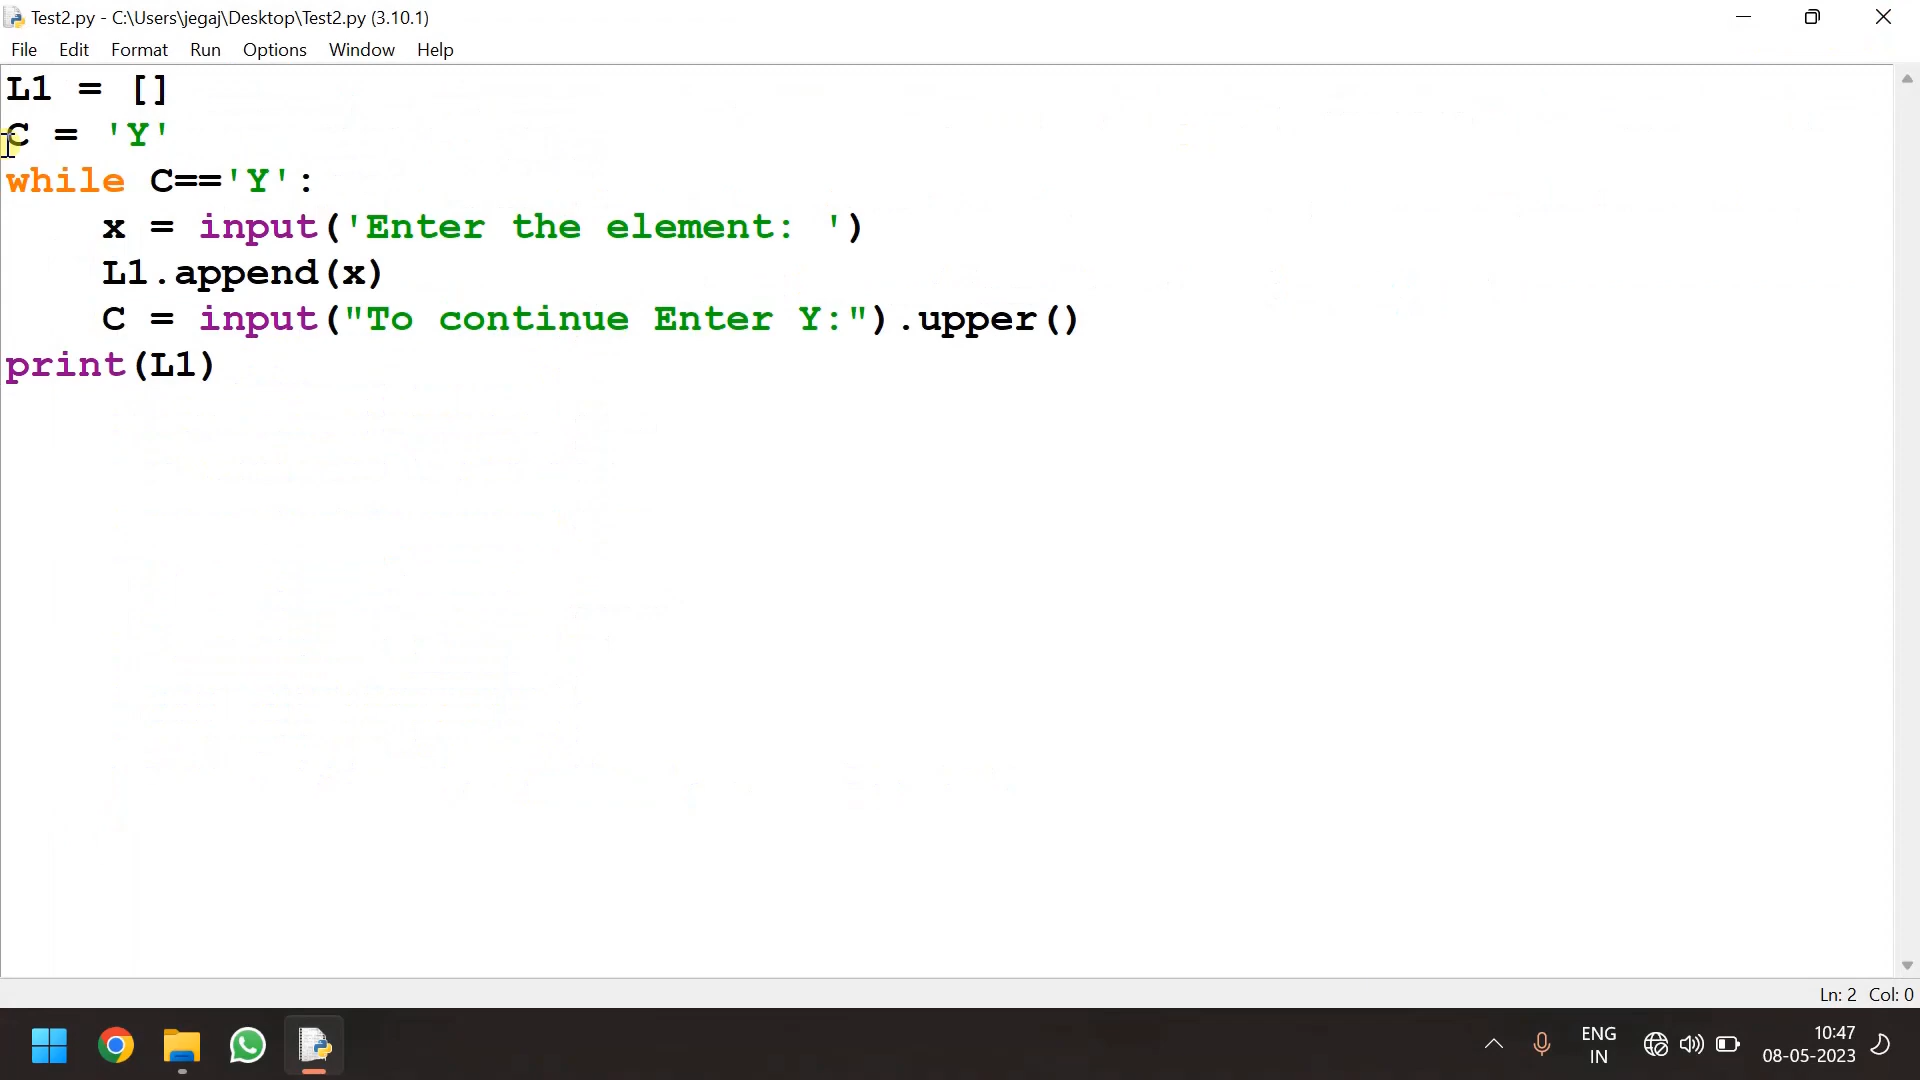 Test2.py - C:\Users\jegaj\Desktop\Test2.py (3.10.1)
File Edit Format Run Options Window Help
L1 = []
C = 'Y'
while C=='Y':
    x = input('Enter the element: ')
    L1.append(x)
    C = input("To continue Enter Y:").upper()
print(L1)
Ln: 2 Col: 0
ENG
IN
10:47
08-05-2023